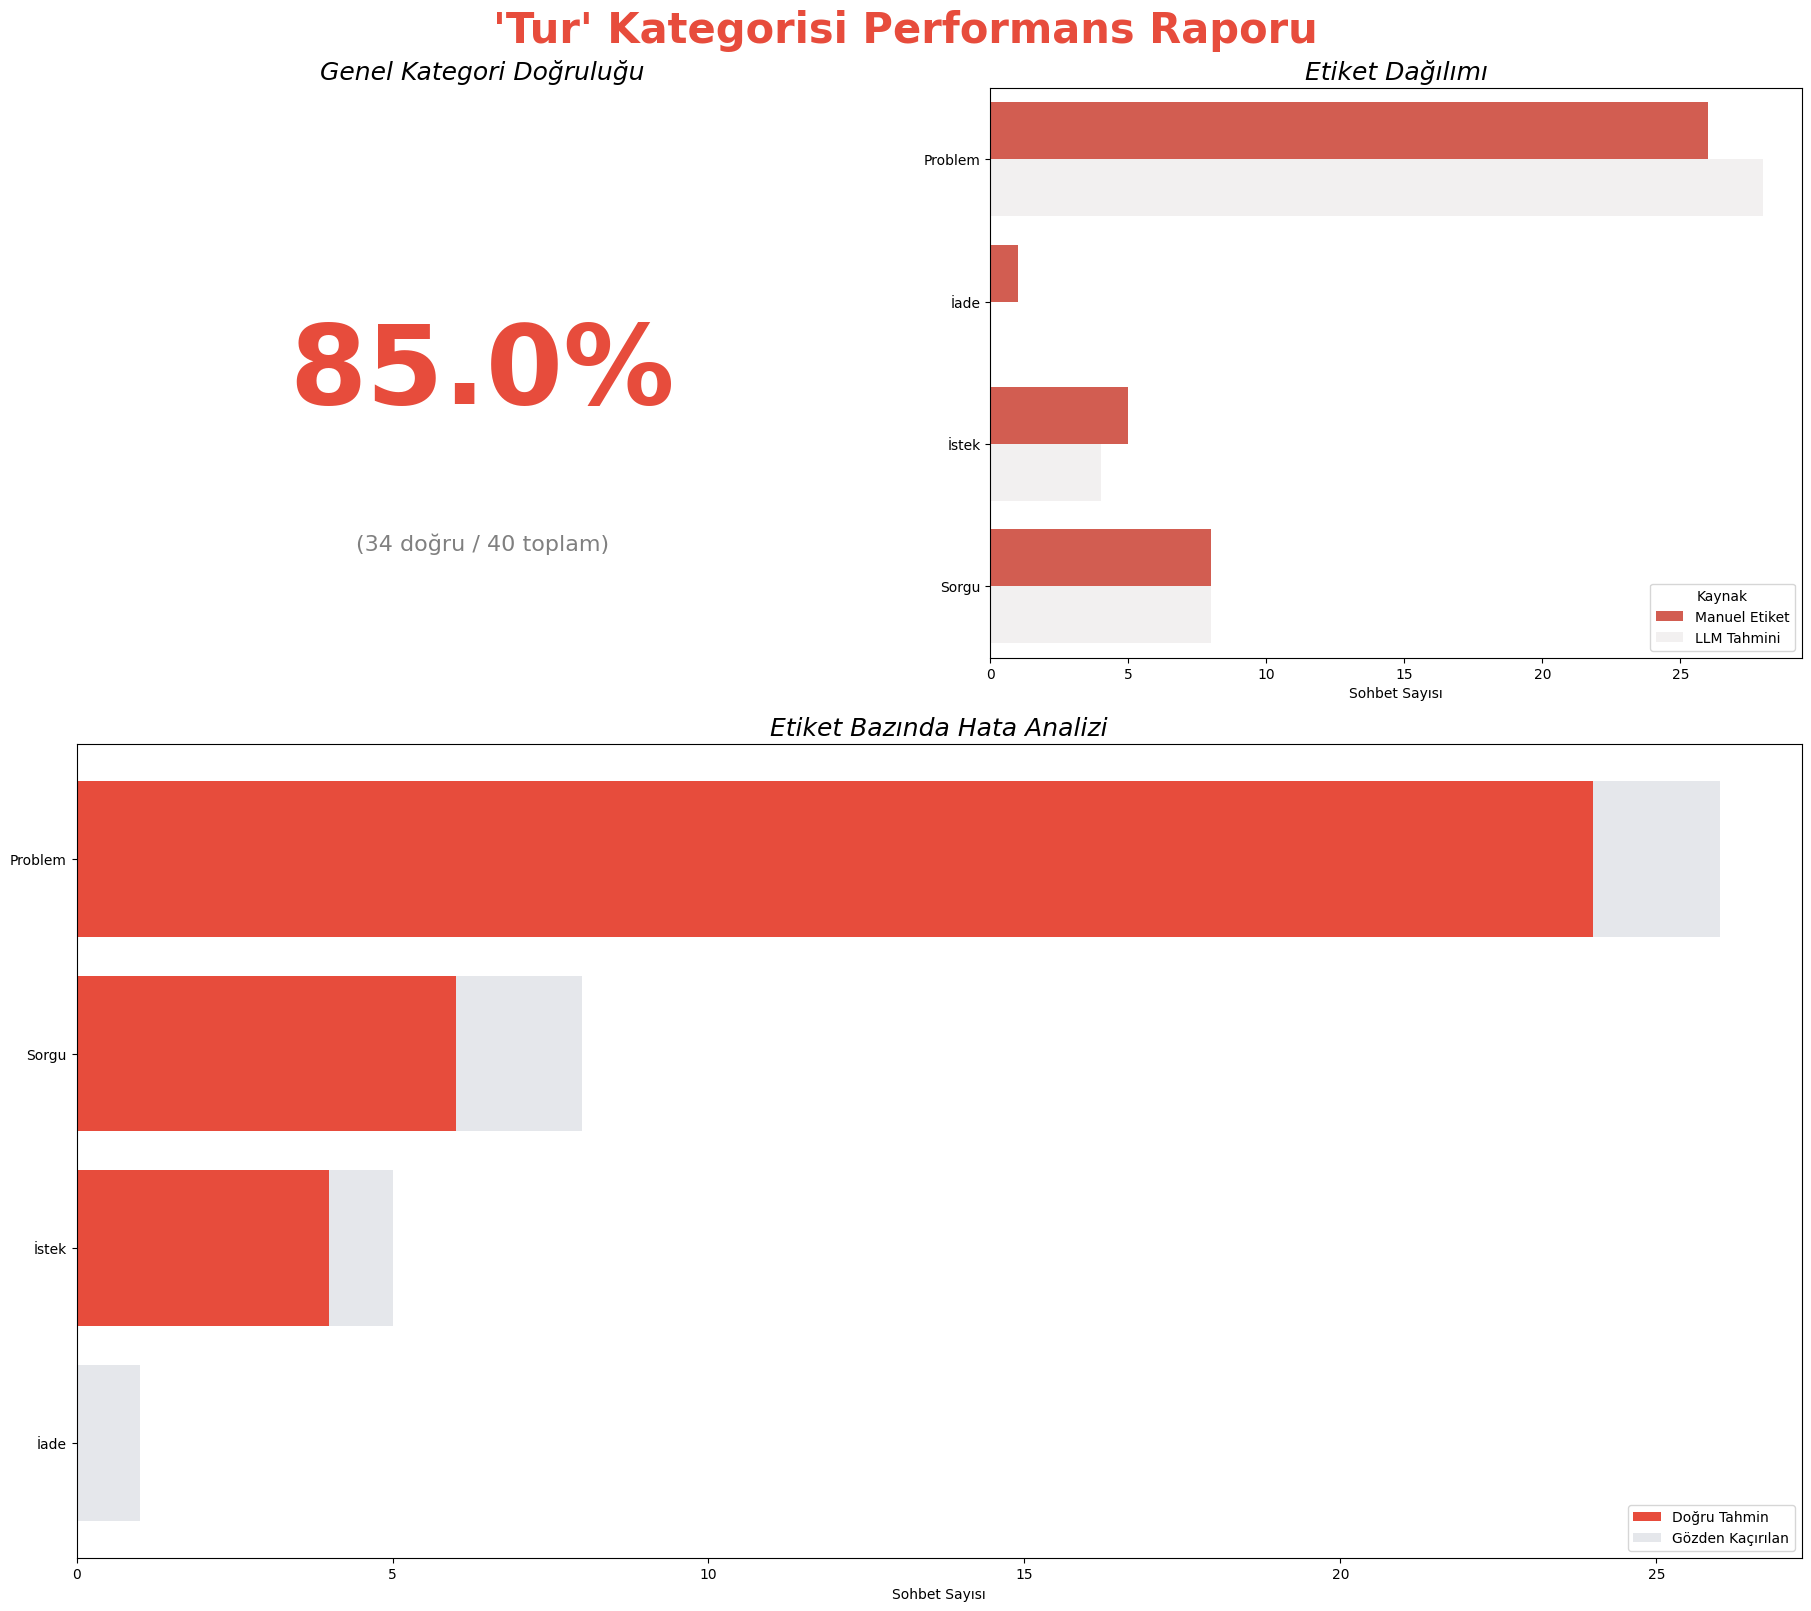 'Tur' Kategorisi Performans Raporu
Genel Kategori Doğruluğu
85.0%
(34 doğru / 40 toplam)
Etiket Dağılımı
Problem
İade
İstek
Sorgu
Kaynak
Manuel Etiket
LLM Tahmini
0 5 10 15 20 25
Sohbet Sayısı
Etiket Bazında Hata Analizi
Problem
Sorgu
İstek
İade
Doğru Tahmin
Gözden Kaçırılan
0 5 10 15 20 25
Sohbet Sayısı